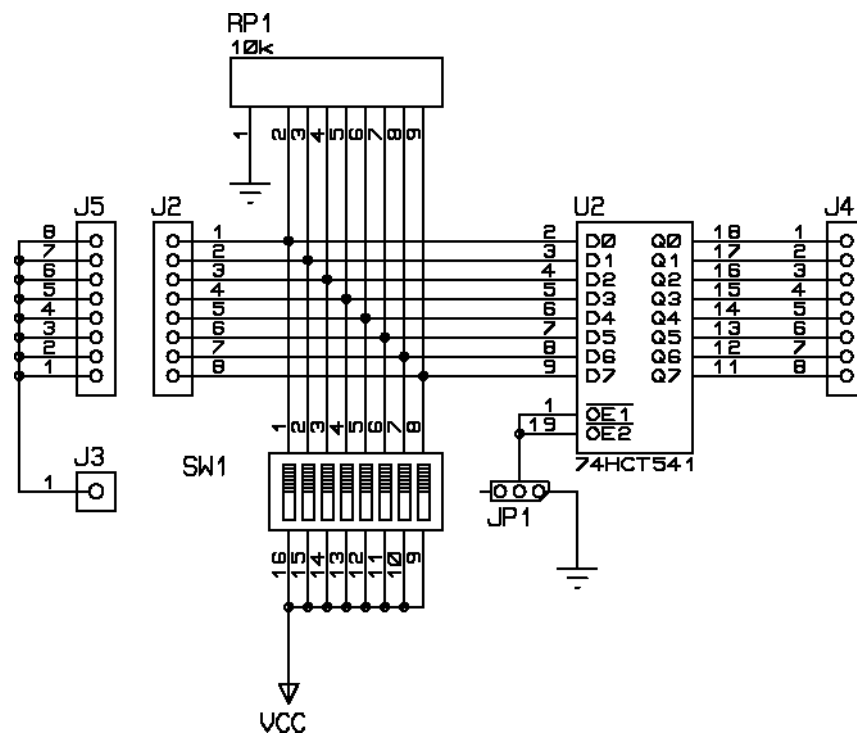 RP1
10k
1 2 3 4 5 6 7 8 9
J5 J2 U2 J4
8 1 2 D0 Q0 18 1
7 2 3 D1 Q1 17 2
6 3 4 D2 Q2 16 3
5 4 5 D3 Q3 15 4
4 5 6 D4 Q4 14 5
3 6 7 D5 Q5 13 6
2 7 8 D6 Q6 12 7
1 8 9 D7 Q7 11 8
1 OE1
19 OE2
74HCT541
1 2 3 4 5 6 7 8
J3
1
SW1
JP1
16 15 14 13 12 11 10 9
VCC